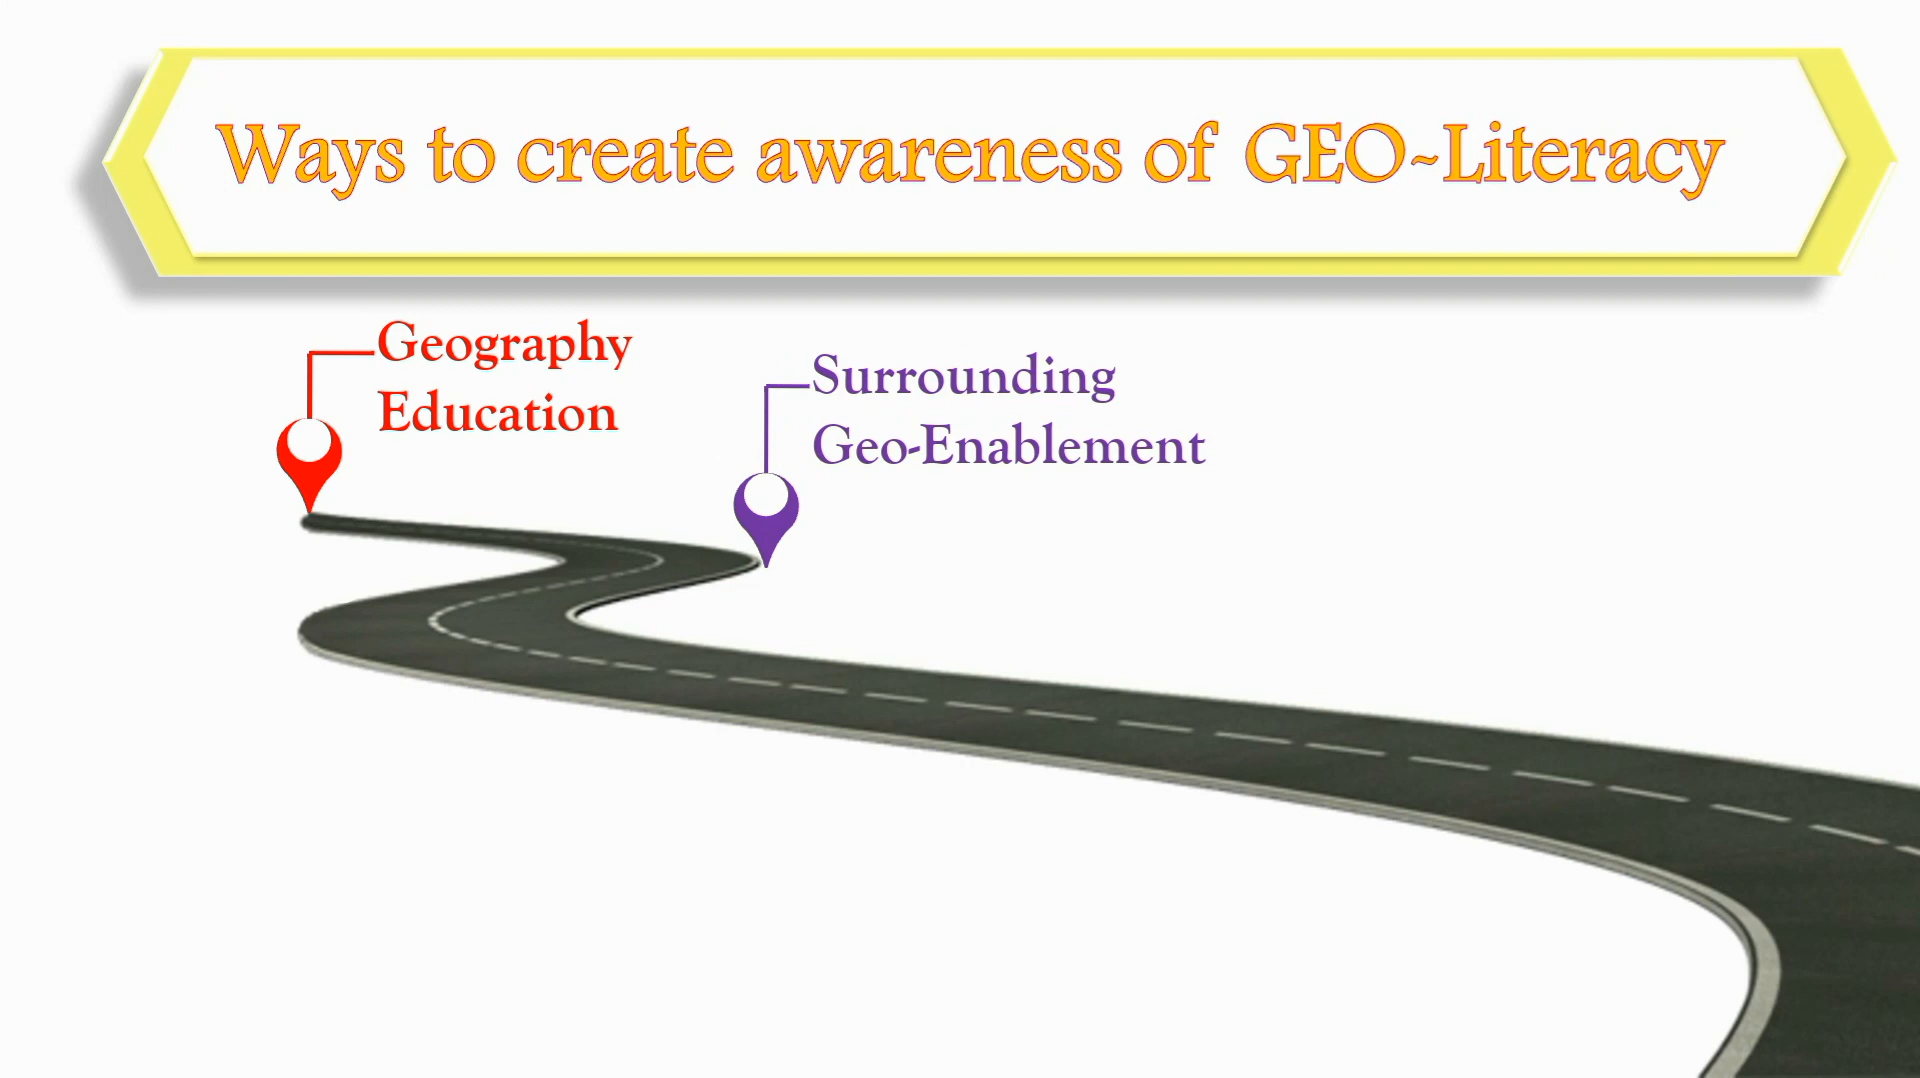 Ways to create awareness of GEO-Literacy
Geography
Education
Surrounding
Geo-Enablement